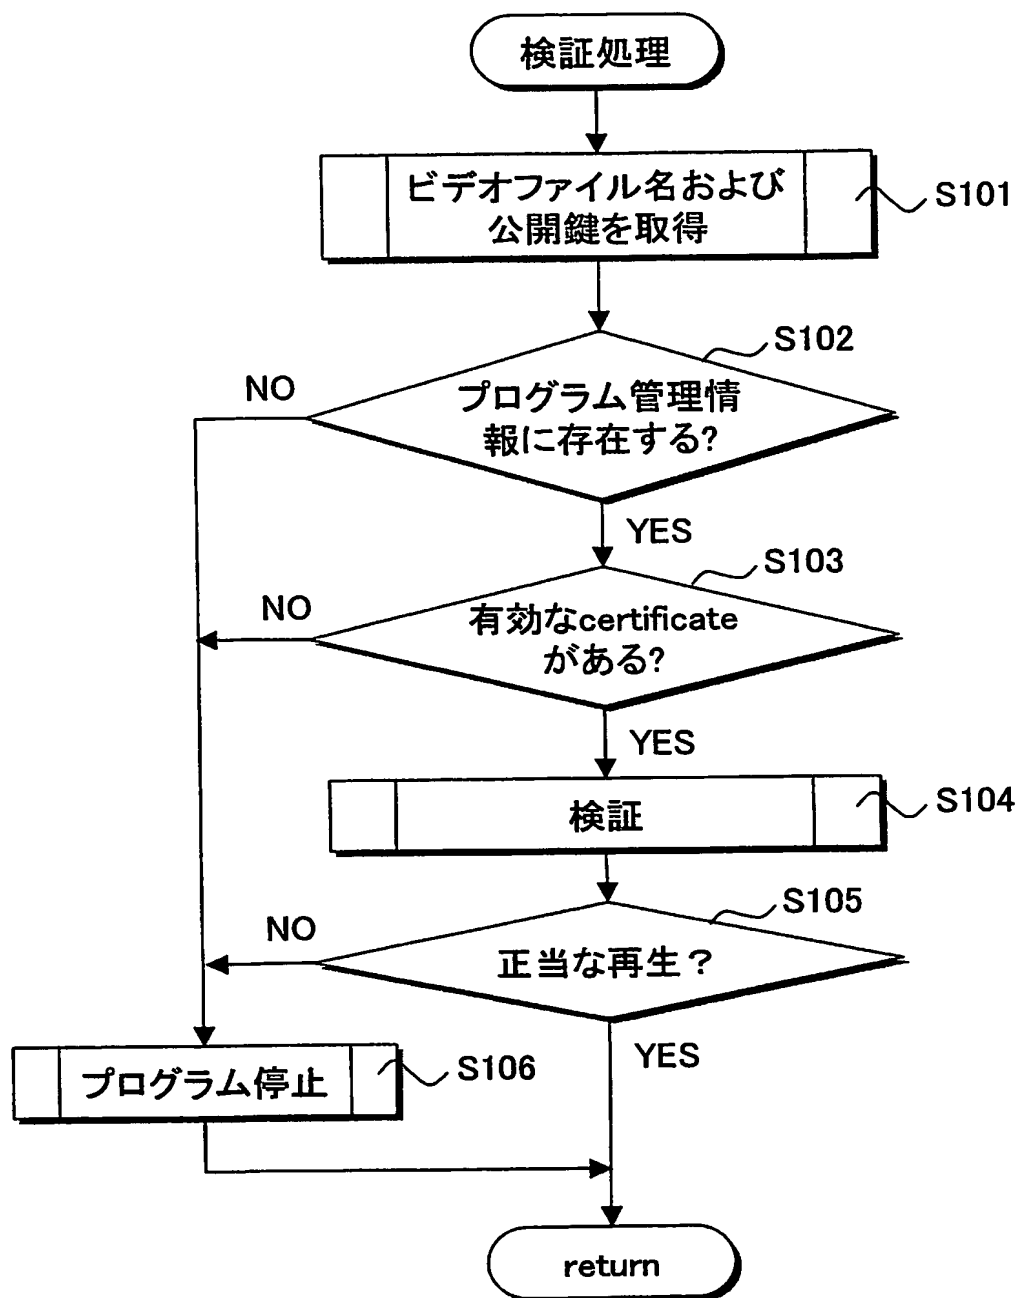 検証処理
ビデオファイル名および
公開鍵を取得
S101
S102
NO
プログラム管理情
報に存在する?
YES
S103
NO
有効なcertificate
がある?
YES
検証
S104
S105
NO
正当な再生？
YES
プログラム停止
S106
return